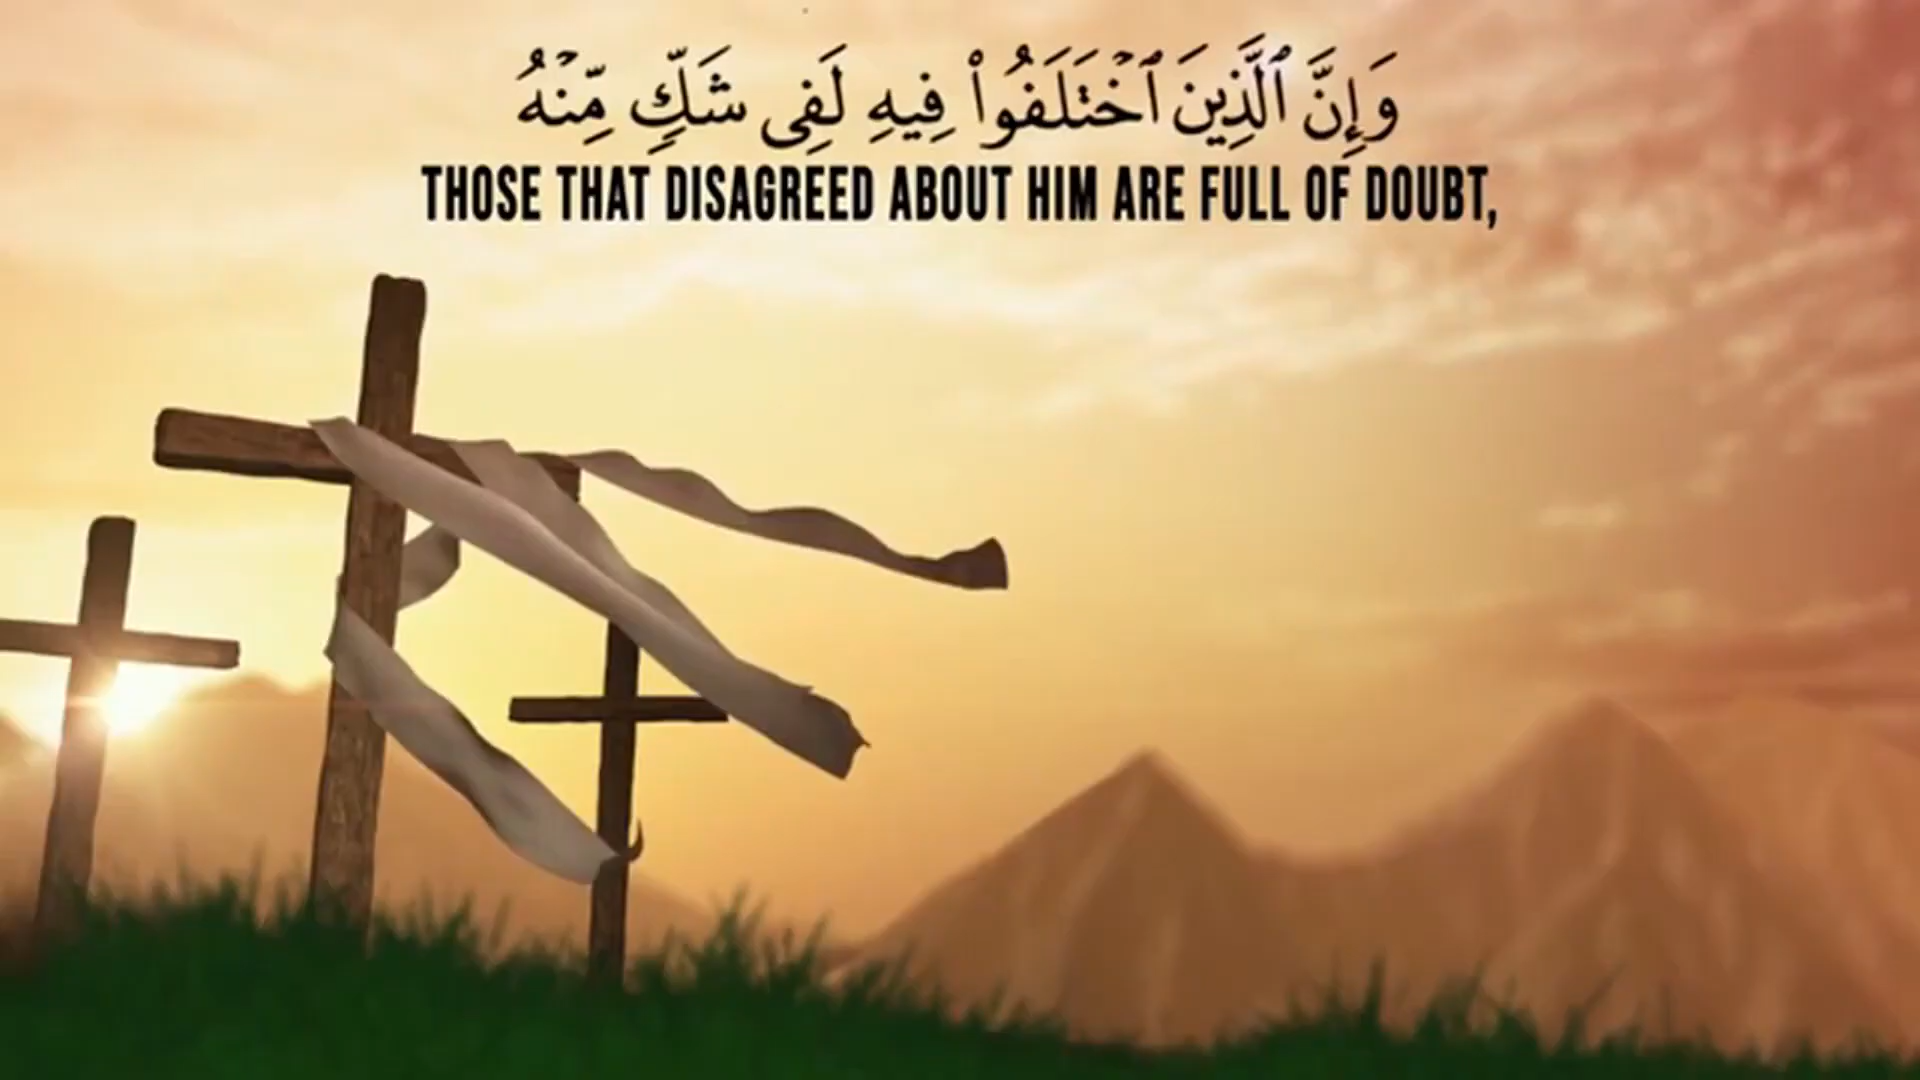 وَإِنَّ ٱلَّذِينَ ٱخْتَلَفُوا۟ فِيهِ لَفِى شَكٍّ مِّنْهُ
THOSE THAT DISAGREED ABOUT HIM ARE FULL OF DOUBT,